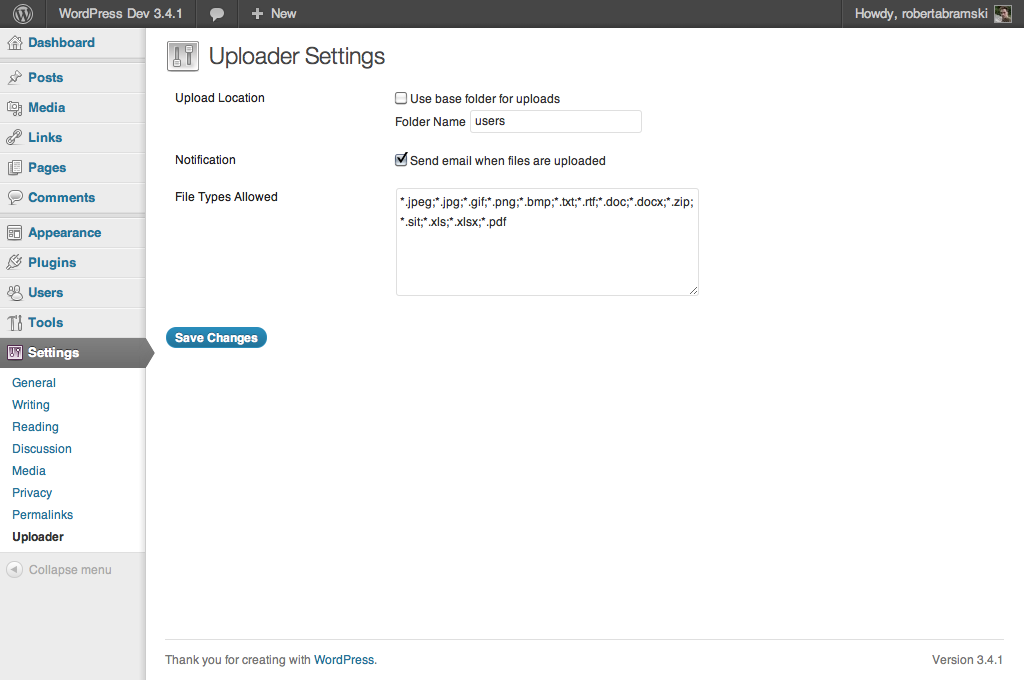 WordPress Dev 3.4.1 New Howdy, robertabramski
Dashboard
Posts
Media
Links
Pages
Comments
Appearance
Plugins
Users
Tools
Settings
General
Writing
Reading
Discussion
Media
Privacy
Permalinks
Uploader
Collapse menu
Uploader Settings
Upload Location Use base folder for uploads
Folder Name users
Notification Send email when files are uploaded
File Types Allowed *.jpeg;*.jpg;*.gif;*.png;*.bmp;*.txt;*.rtf;*.doc;*.docx;*.zip;
*.sit;*.xls;*.xlsx;*.pdf
Save Changes
Thank you for creating with WordPress. Version 3.4.1